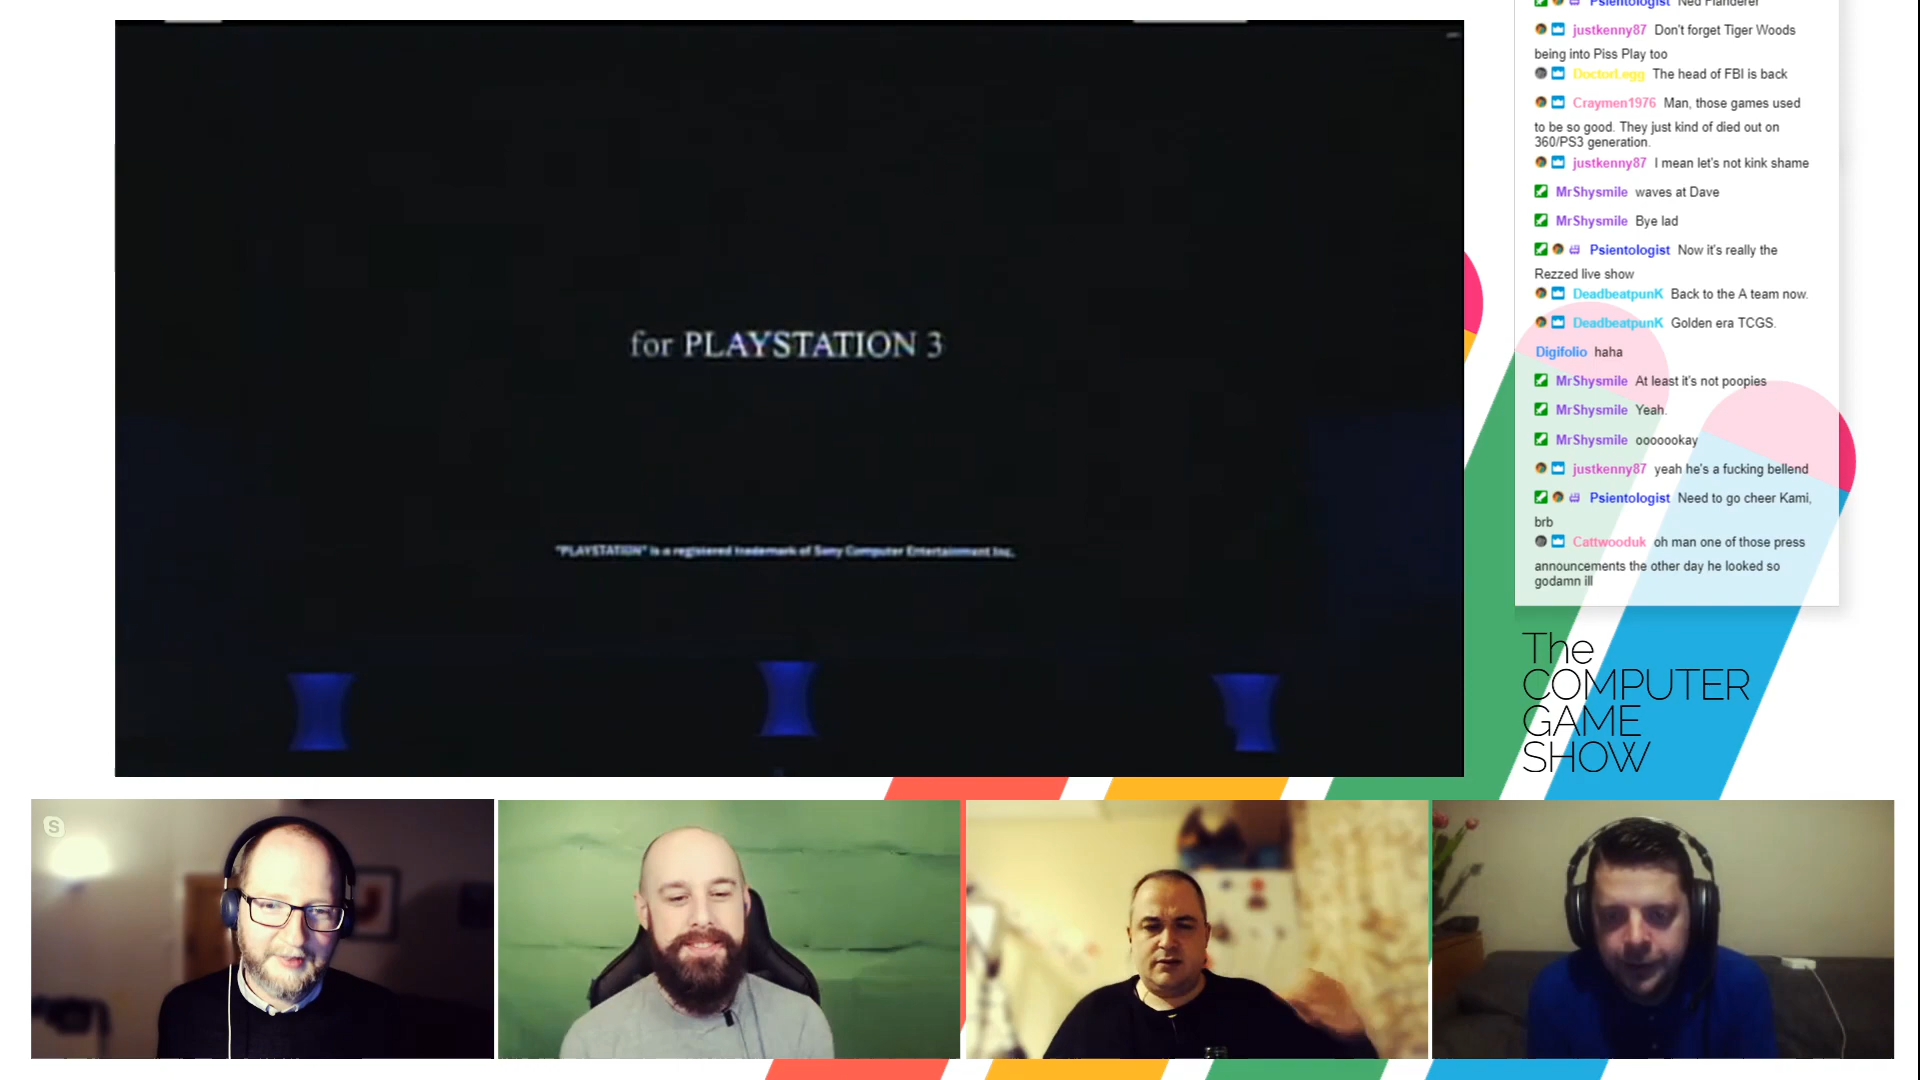 for PLAYSTATION 3
"PLAYSTATION" is a registered trademark of Sony Computer Entertainment Inc.
Psientologist Ned Flanderer
justkenny87 Don't forget Tiger Woods
being into Piss Play too
DoctorLegg The head of FBI is back
Craymen1976 Man, those games used
to be so good. They just kind of died out on
360/PS3 generation.
justkenny87 I mean let's not kink shame
MrShysmile waves at Dave
MrShysmile Bye lad
Psientologist Now it's really the
Rezzed live show
DeadbeatpunK Back to the A team now.
DeadbeatpunK Golden era TCGS.
Digifolio haha
MrShysmile At least it's not poopies
MrShysmile Yeah.
MrShysmile ooooookay
justkenny87 yeah he's a fucking bellend
Psientologist Need to go cheer Kami,
brb
Cattwooduk oh man one of those press
announcements the other day he looked so
godamn ill
The
COMPUTER
GAME
SHOW
S